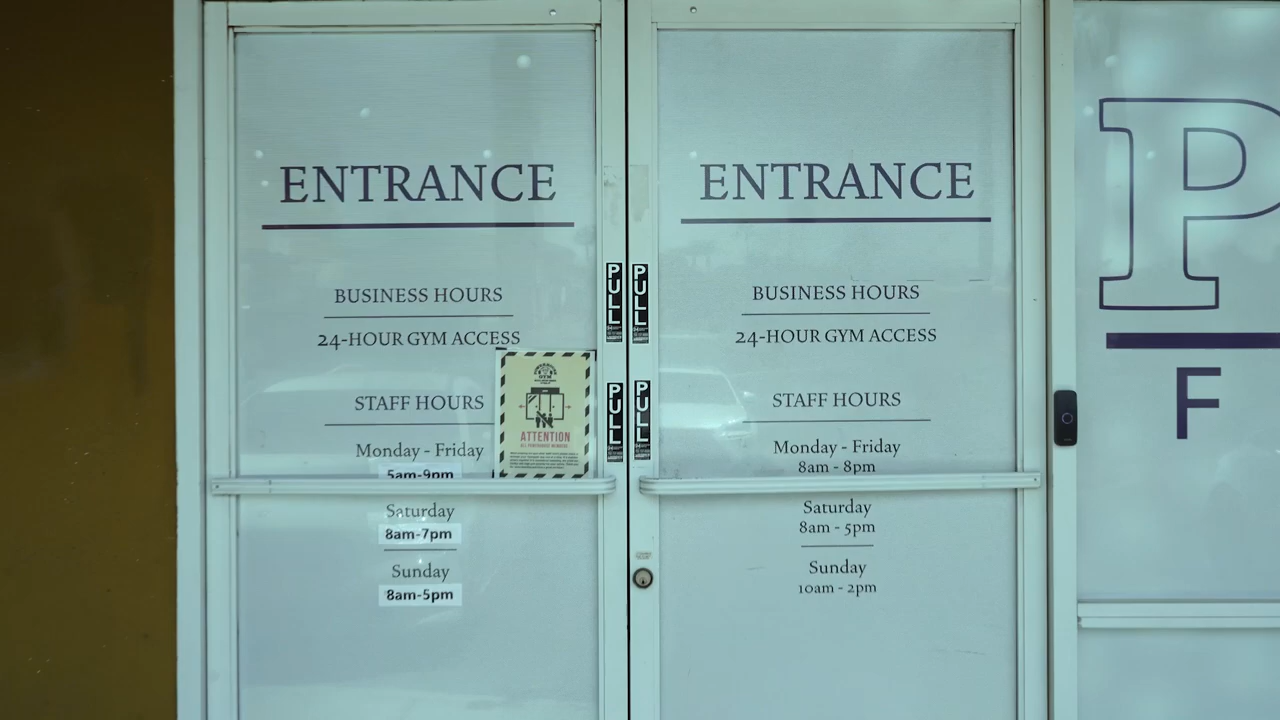 ENTRANCE
BUSINESS HOURS
24-HOUR GYM ACCESS
STAFF HOURS
Monday - Friday
5am-9pm
Saturday
8am-7pm
Sunday
8am-5pm
GYM
ATTENTION
PULL
PULL
PULL
PULL
ENTRANCE
BUSINESS HOURS
24-HOUR GYM ACCESS
STAFF HOURS
Monday - Friday
8am - 8pm
Saturday
8am - 5pm
Sunday
10am - 2pm
P
F